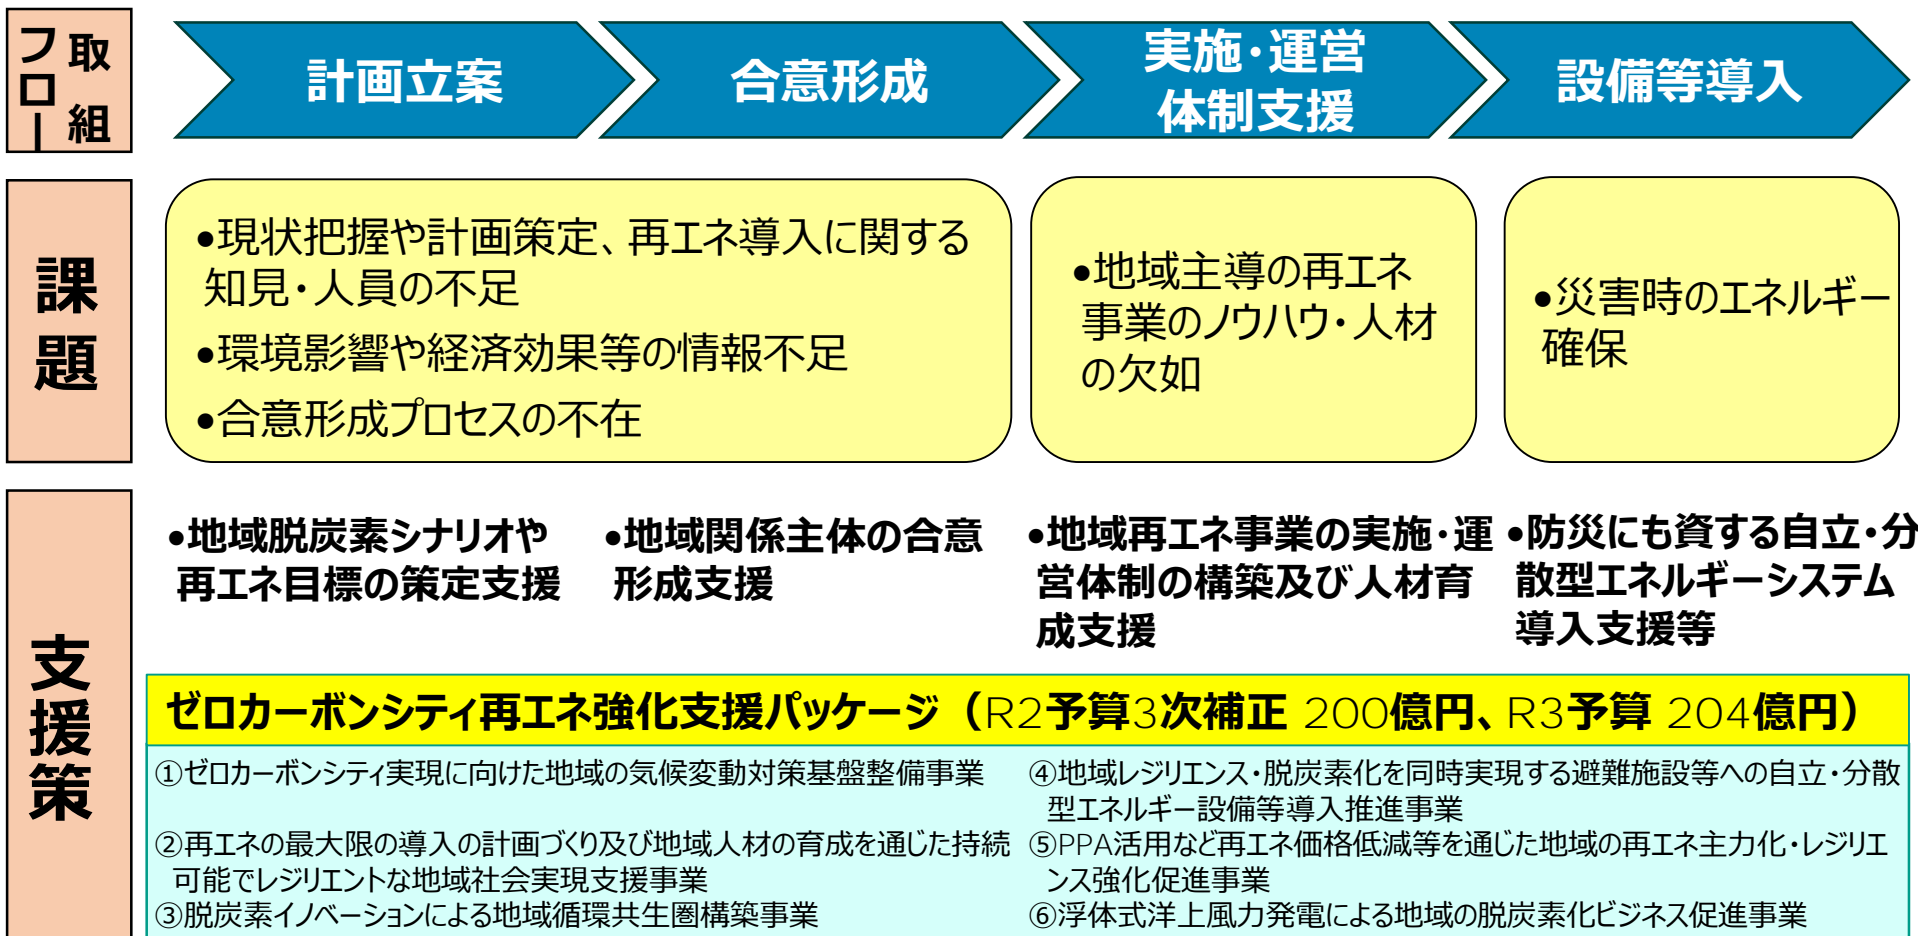 取組
フロー
計画立案
合意形成
実施・運営
体制支援
設備等導入
課題
•現状把握や計画策定、再エネ導入に関する
知見・人員の不足
•環境影響や経済効果等の情報不足
•合意形成プロセスの不在
•地域主導の再エネ
事業のノウハウ・人材
の欠如
•災害時のエネルギー
確保
支援策
•地域脱炭素シナリオや
再エネ目標の策定支援
•地域関係主体の合意
形成支援
•地域再エネ事業の実施・運
営体制の構築及び人材育
成支援
•防災にも資する自立・分
散型エネルギーシステム
導入支援等
ゼロカーボンシティ再エネ強化支援パッケージ（R2予算3次補正 200億円、R3予算 204億円）
①ゼロカーボンシティ実現に向けた地域の気候変動対策基盤整備事業
②再エネの最大限の導入の計画づくり及び地域人材の育成を通じた持続
可能でレジリエントな地域社会実現支援事業
③脱炭素イノベーションによる地域循環共生圏構築事業
④地域レジリエンス・脱炭素化を同時実現する避難施設等への自立・分散
型エネルギー設備等導入推進事業
⑤PPA活用など再エネ価格低減等を通じた地域の再エネ主力化・レジリエ
ンス強化促進事業
⑥浮体式洋上風力発電による地域の脱炭素化ビジネス促進事業